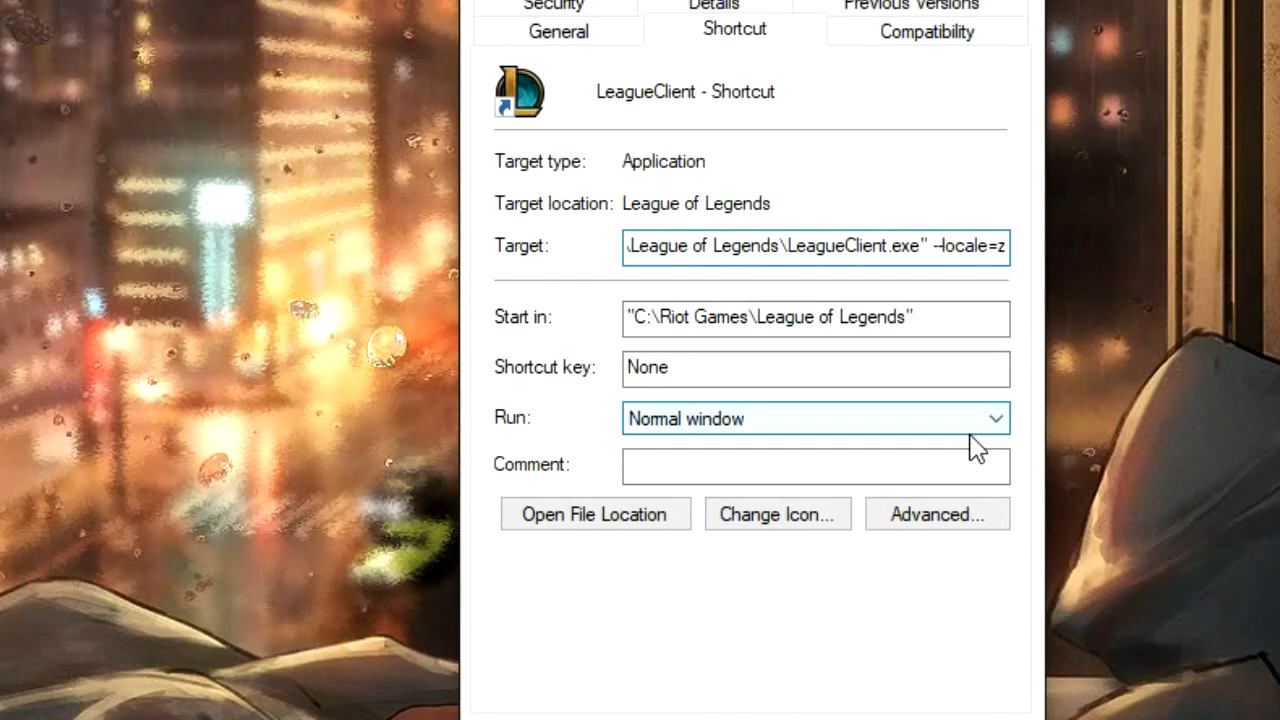 Security Details Previous Versions
General Shortcut Compatibility
LeagueClient - Shortcut
Target type: Application
Target location: League of Legends
Target: \League of Legends\LeagueClient.exe" --locale=z
Start in: "C:\Riot Games\League of Legends"
Shortcut key: None
Run: Normal window
Comment:
Open File Location Change Icon... Advanced...